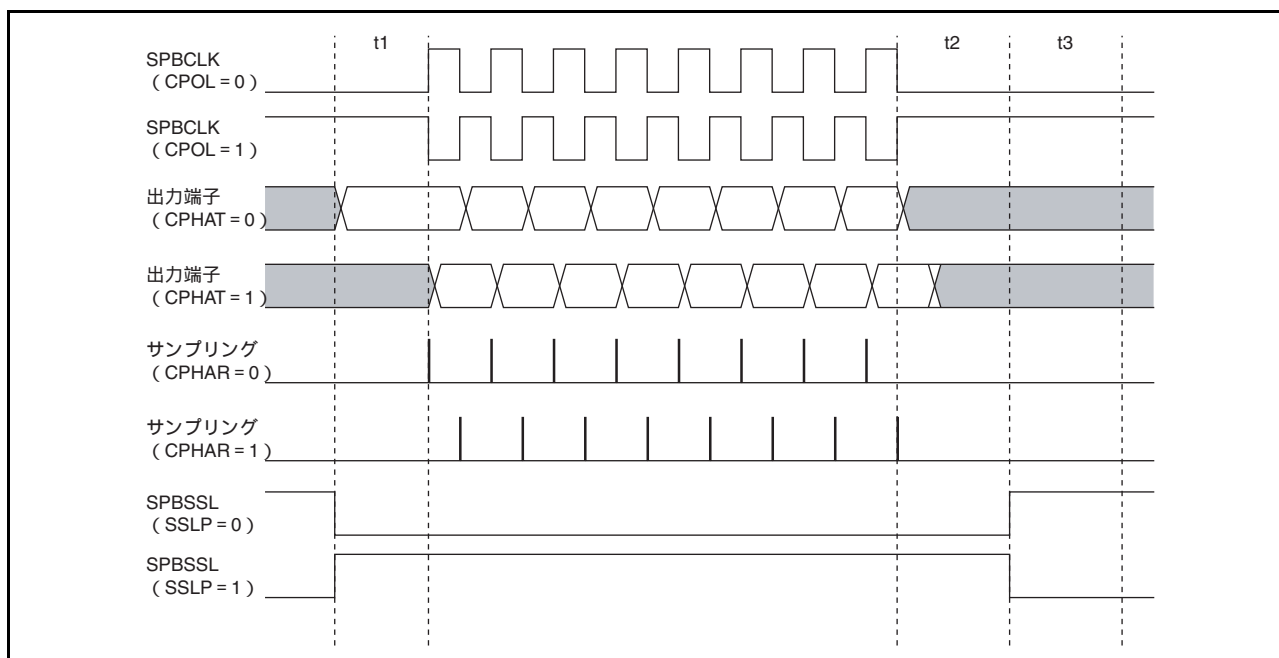 t1
t2
t3
SPBCLK
（CPOL = 0）
SPBCLK
（CPOL = 1）
出力端子
（CPHAT = 0）
出力端子
（CPHAT = 1）
サンプリング
（CPHAR = 0）
サンプリング
（CPHAR = 1）
SPBSSL
（SSLP = 0）
SPBSSL
（SSLP = 1）